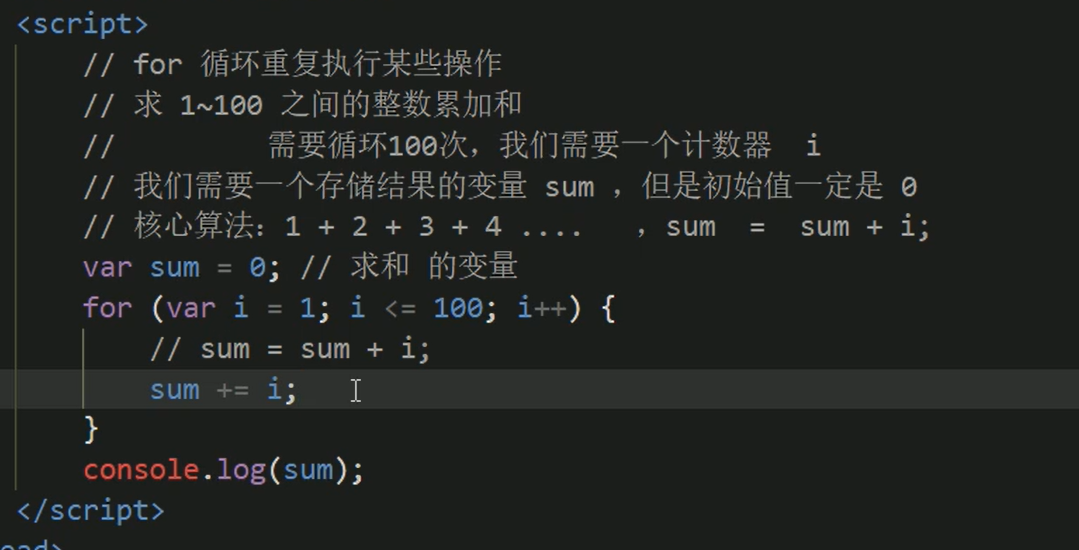 <script>
// for 循环重复执行某些操作
// 求 1~100 之间的整数累加和
// 需要循环100次，我们需要一个计数器 i
// 我们需要一个存储结果的变量 sum ，但是初始值一定是 0
// 核心算法：1 + 2 + 3 + 4 .... ，sum = sum + i;
var sum = 0; // 求和 的变量
for (var i = 1; i <= 100; i++) {
// sum = sum + i;
sum += i;
}
console.log(sum);
</script>